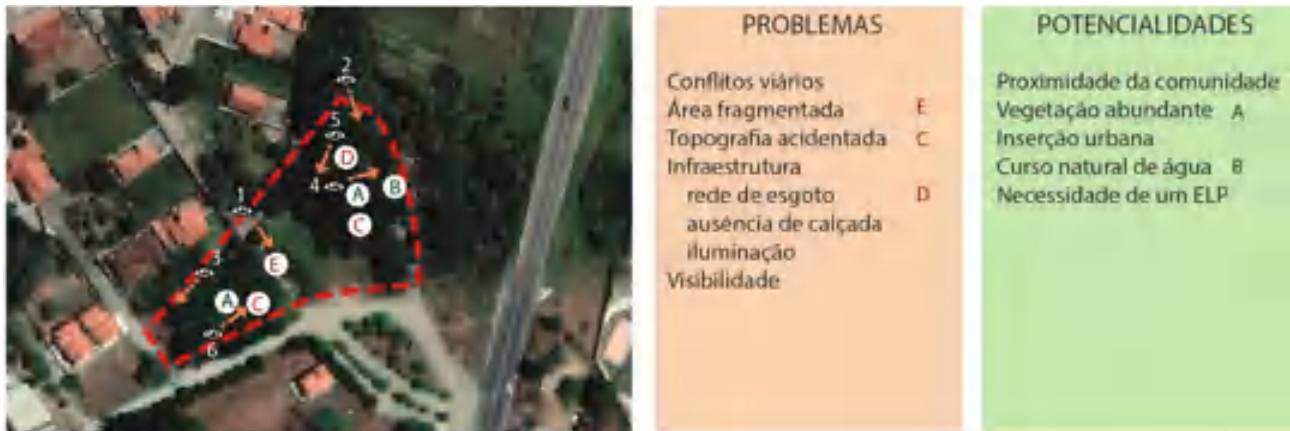 2
5
D
4
A
B
C
1
E
3
A
C
6
PROBLEMAS
Conflitos viários
Área fragmentada E
Topografia acidentada C
Infraestrutura
rede de esgoto D
ausência de calçada
iluminação
Visibilidade
POTENCIALIDADES
Proximidade da comunidade
Vegetação abundante A
Inserção urbana
Curso natural de água B
Necessidade de um ELP